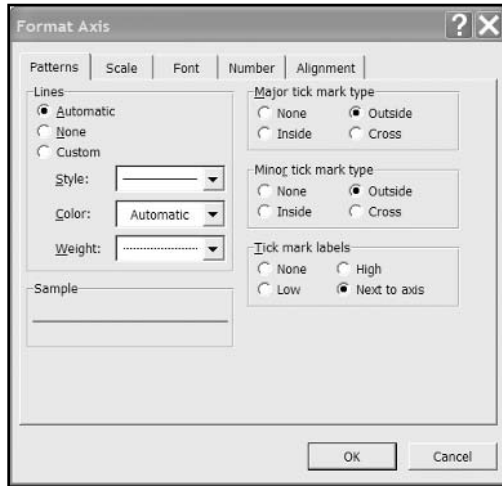 Format Axis
Patterns Scale Font Number Alignment
Lines
Automatic
None
Custom
Style:
Color: Automatic
Weight:
Sample
Major tick mark type
None Outside
Inside Cross
Minor tick mark type
None Outside
Inside Cross
Tick mark labels
None High
Low Next to axis
OK Cancel